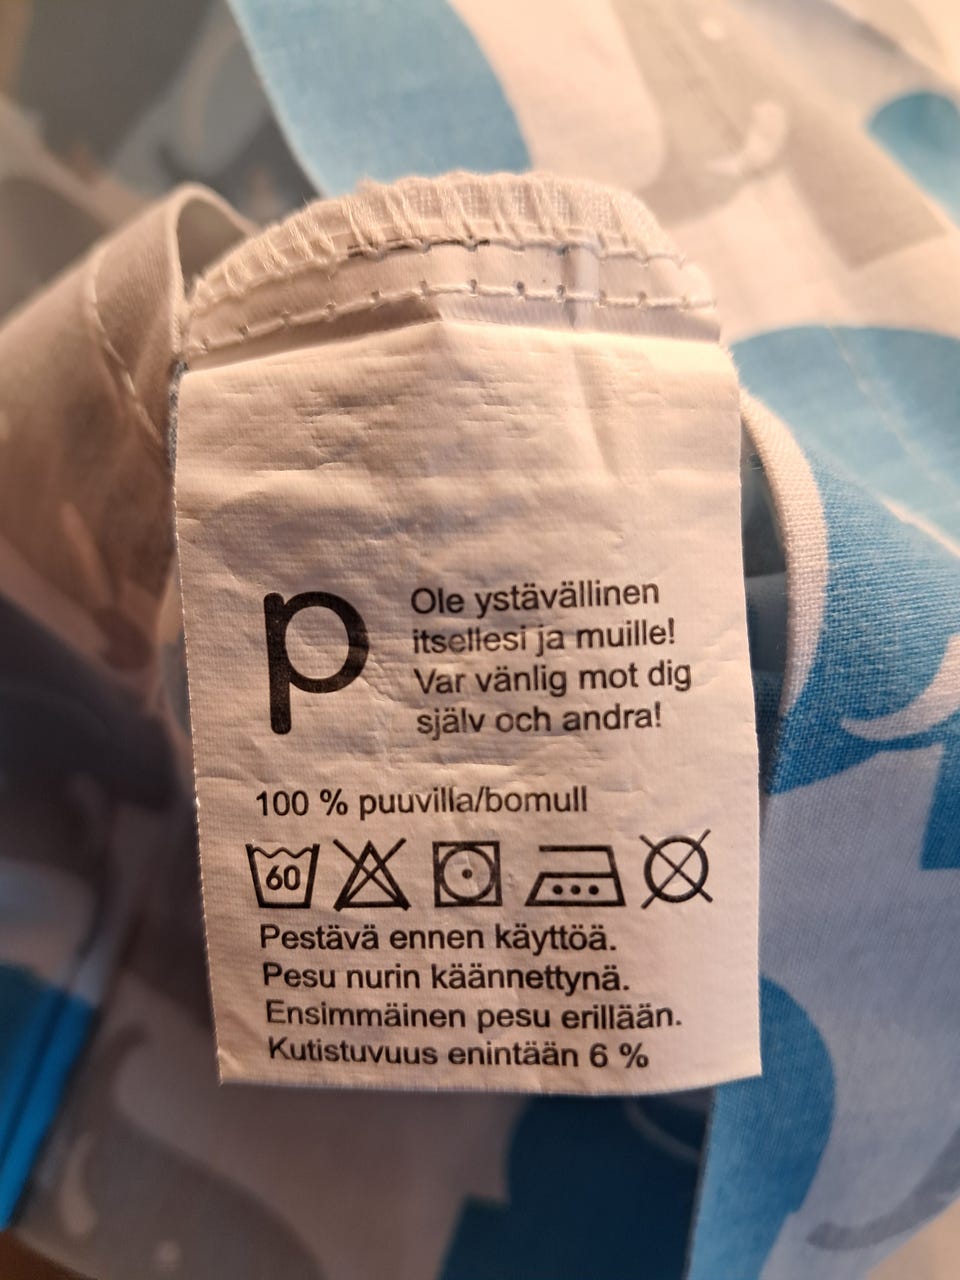 p
Ole ystävällinen
itsellesi ja muille!
Var vänlig mot dig
själv och andra!
100 % puuvilla/bomull
60
Pestävä ennen käyttöä.
Pesu nurin käännettynä.
Ensimmäinen pesu erillään.
Kutistuvuus enintään 6 %